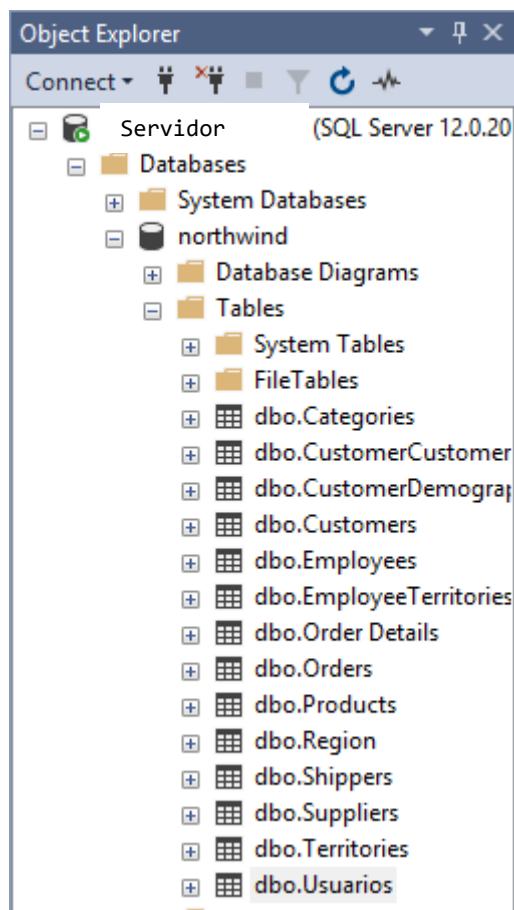 Object Explorer
Connect
Servidor (SQL Server 12.0.20
Databases
System Databases
northwind
Database Diagrams
Tables
System Tables
FileTables
dbo.Categories
dbo.CustomerCustomer
dbo.CustomerDemograp
dbo.Customers
dbo.Employees
dbo.EmployeeTerritories
dbo.Order Details
dbo.Orders
dbo.Products
dbo.Region
dbo.Shippers
dbo.Suppliers
dbo.Territories
dbo.Usuarios